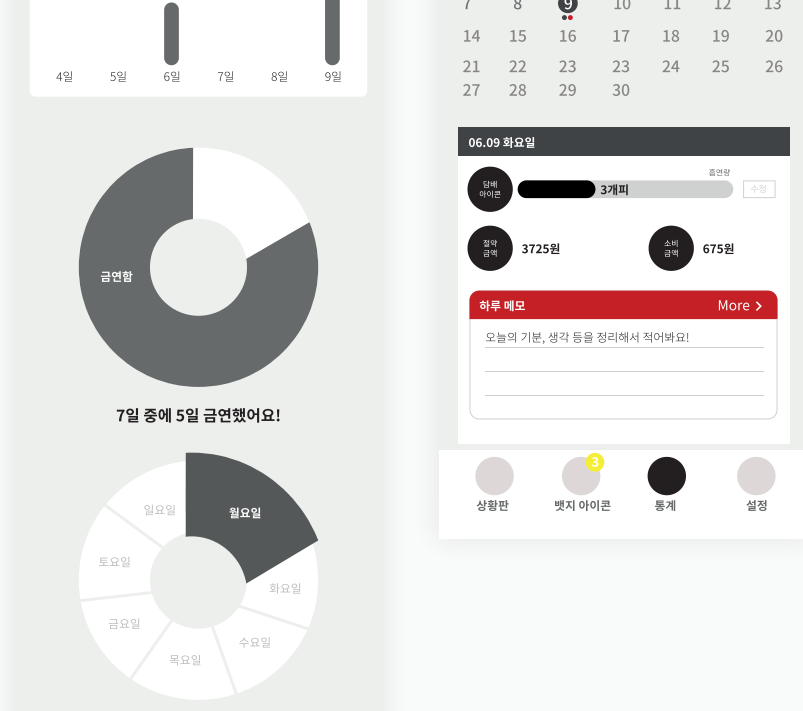 4일 5일 6일 7일 8일 9일
금연함
7일 중에 5일 금연했어요!
월요일
일요일
토요일
화요일
금요일
수요일
목요일
7 8 9 10 11 12 13
14 15 16 17 18 19 20
21 22 23 23 24 25 26
27 28 29 30
06.09 화요일
흡연량
담배
아이콘
3개피
수정
절약
금액
3725원
소비
금액
675원
하루 메모
More
오늘의 기분, 생각 등을 정리해서 적어봐요!
3
상황판
뱃지 아이콘
통계
설정